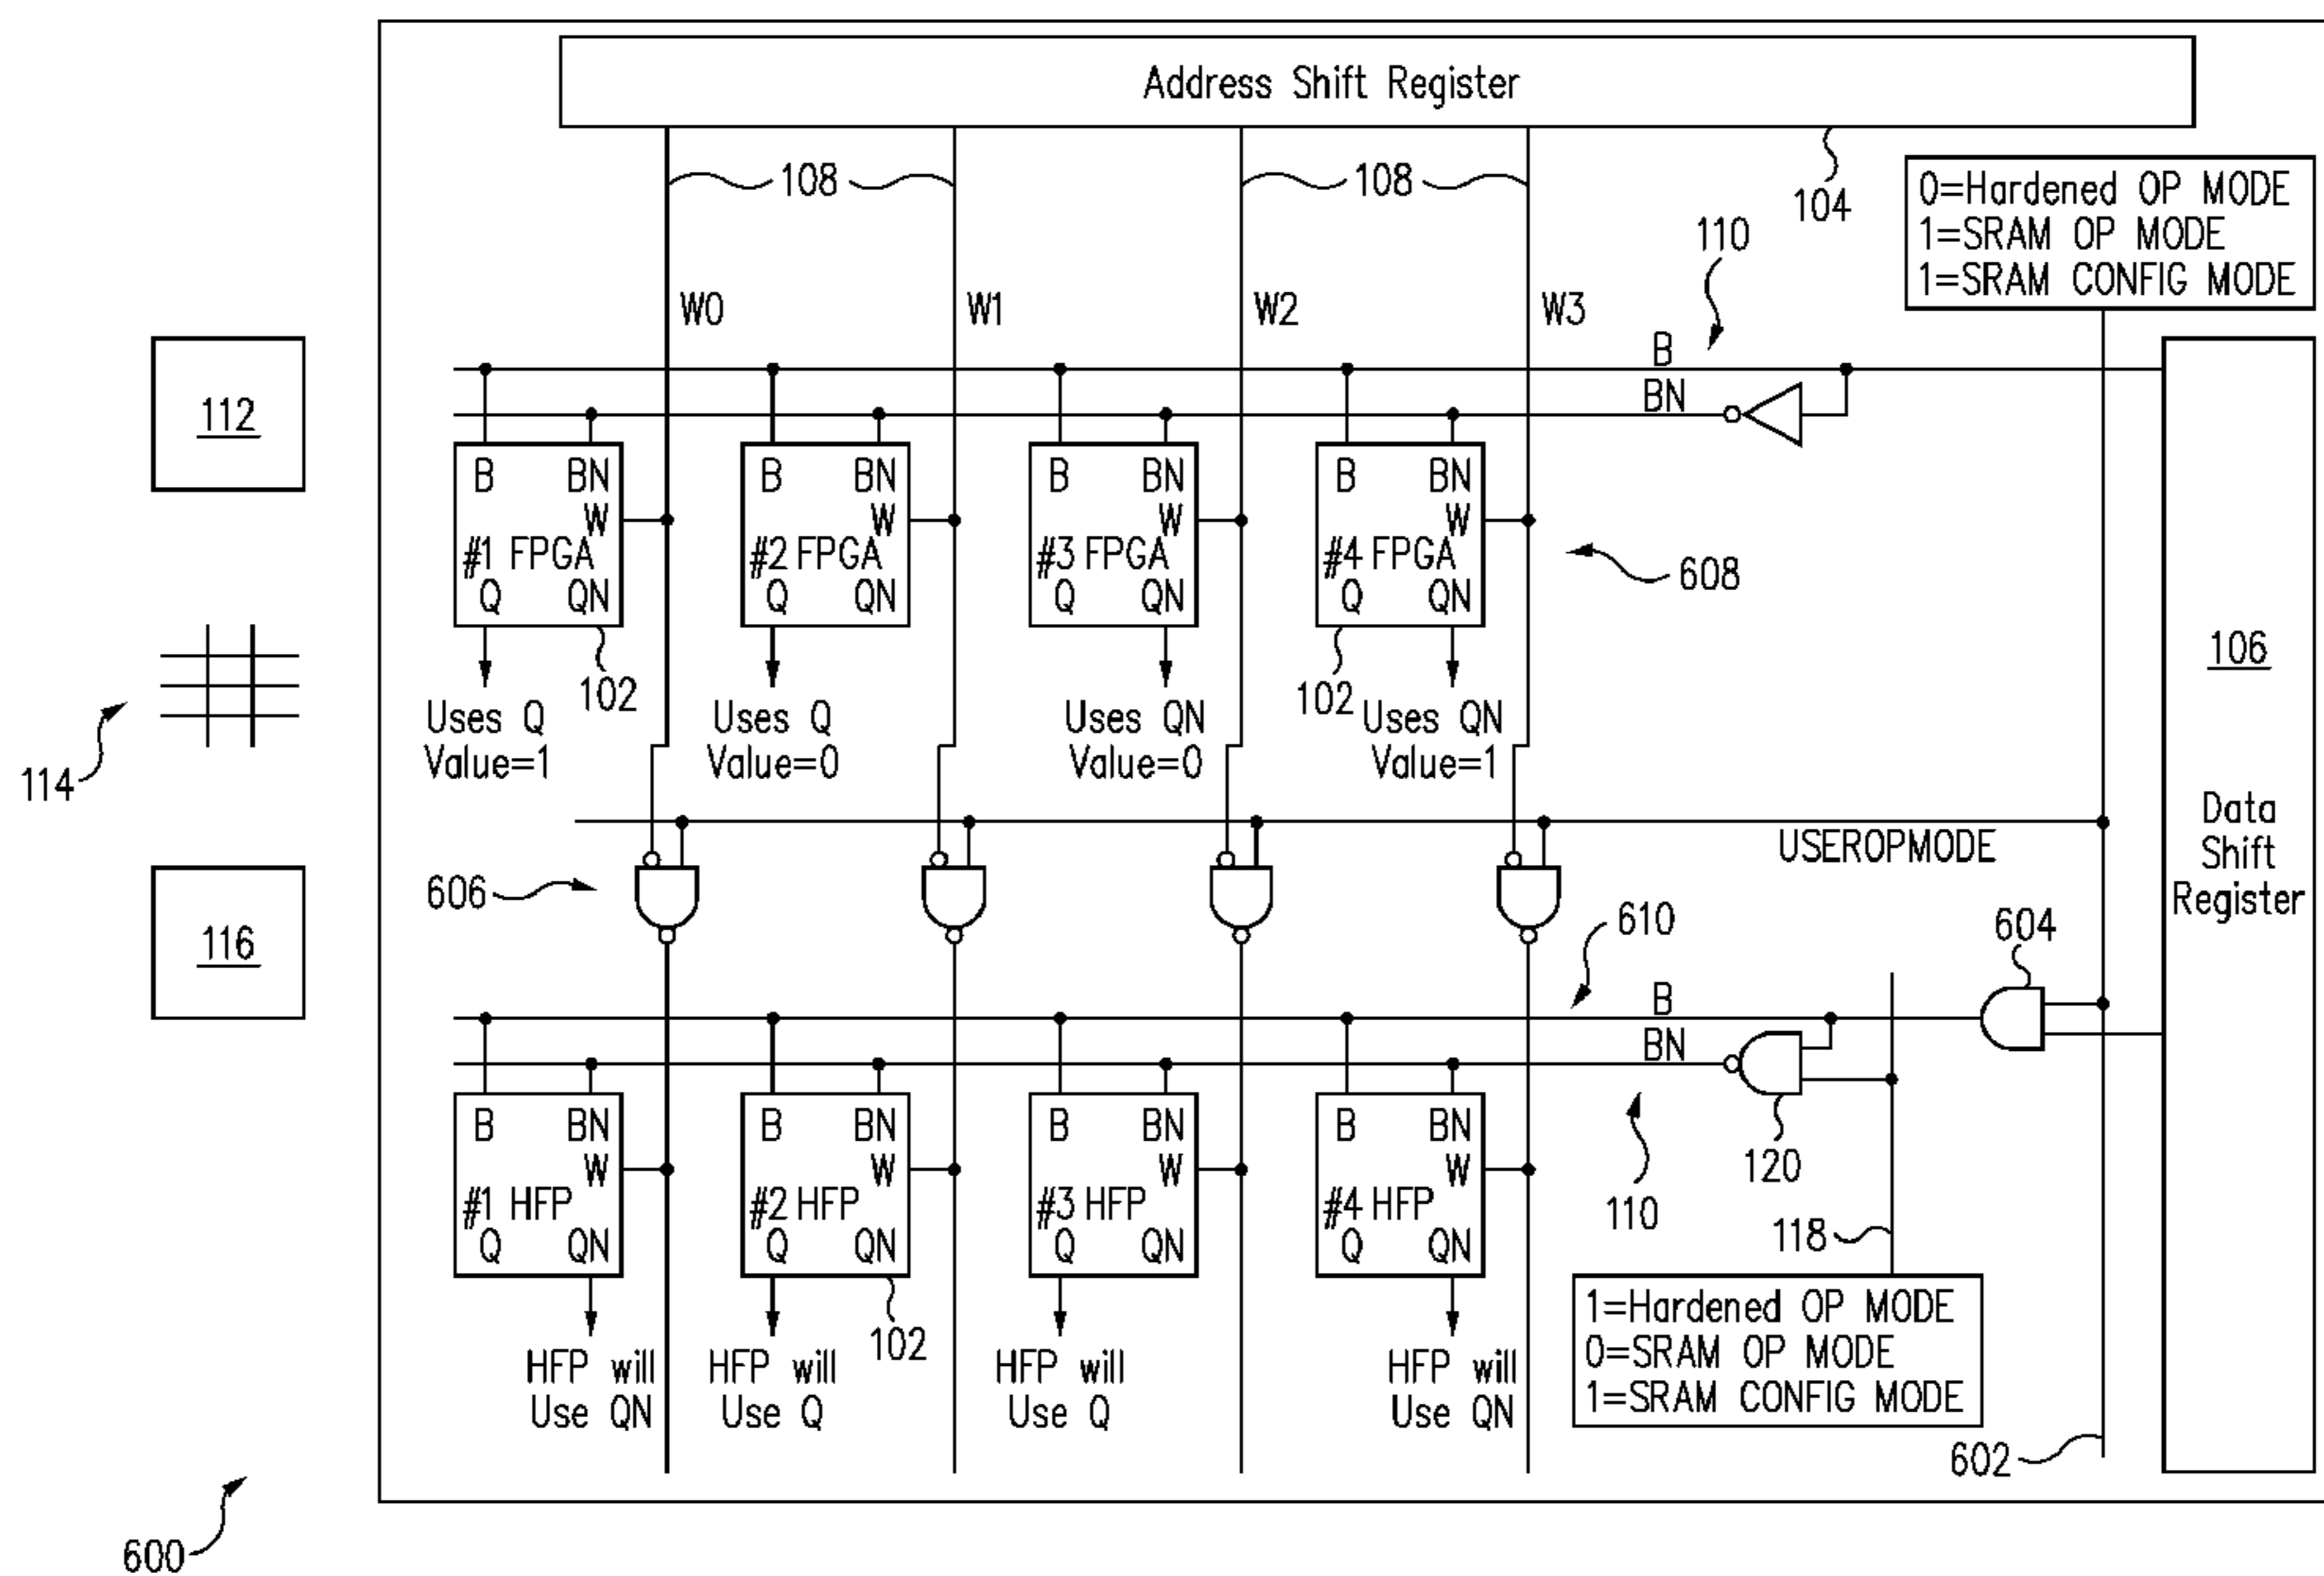 Address Shift Register
108
108
104
0=Hardened OP MODE
1=SRAM OP MODE
1=SRAM CONFIG MODE
110
W0
W1
W2
W3
B
BN
112
B BN
W
#1 FPGA
Q QN
B BN
W
#2 FPGA
Q QN
B BN
W
#3 FPGA
Q QN
B BN
W
#4 FPGA
Q QN
608
102
102
Uses Q
Value=1
Uses Q
Value=0
Uses QN
Value=0
Uses QN
Value=1
106
Data
Shift
Register
114
USEROPMODE
606
116
610
604
B
BN
B BN
W
#1 HFP
Q QN
B BN
W
#2 HFP
Q QN
B BN
W
#3 HFP
Q QN
B BN
W
#4 HFP
Q QN
120
110
118
102
HFP will
Use QN
HFP will
Use Q
HFP will
Use Q
HFP will
Use QN
1=Hardened OP MODE
0=SRAM OP MODE
1=SRAM CONFIG MODE
602
600